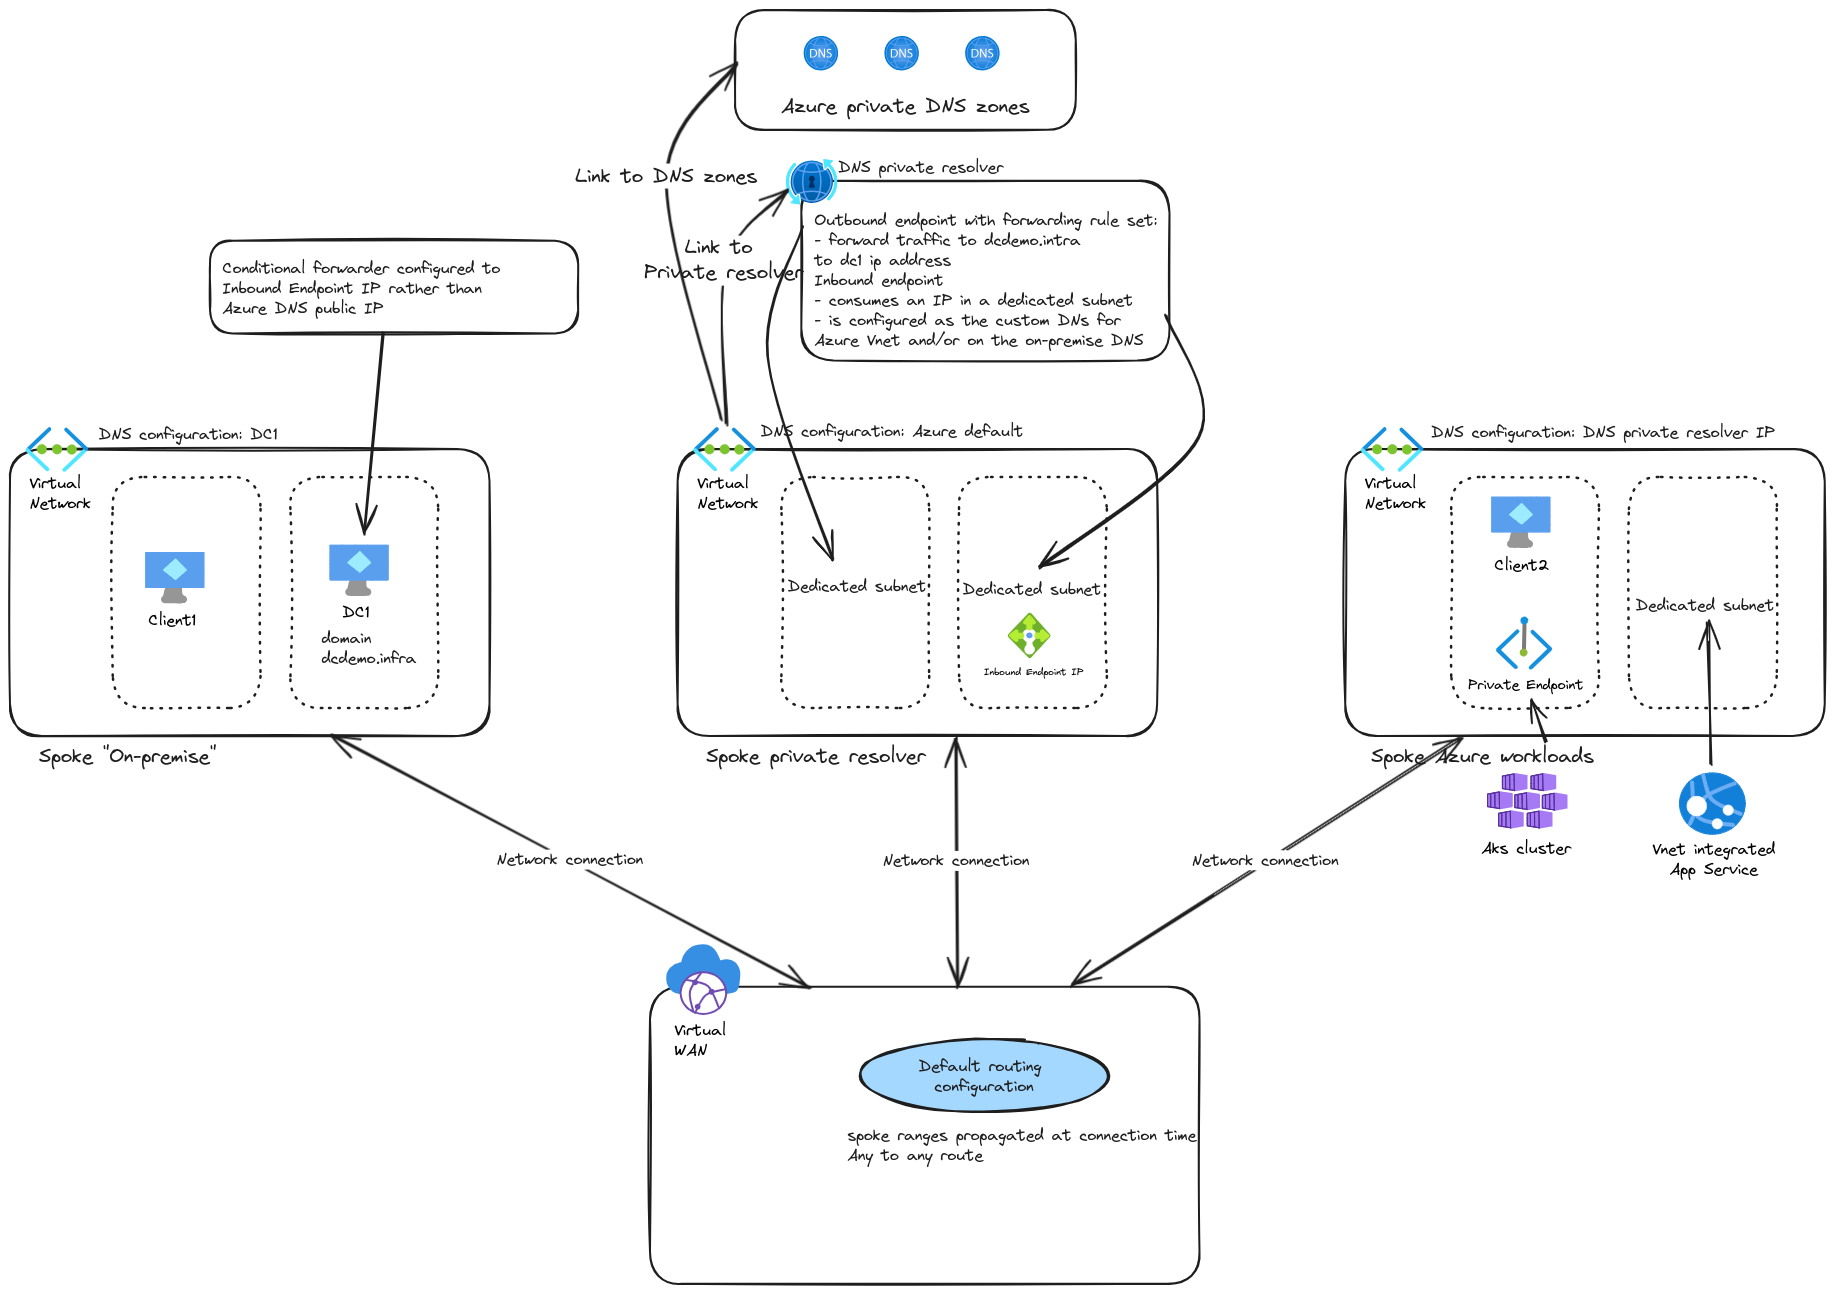 DNS
DNS
DNS
Azure private DNS zones
Link to DNS zones
DNS private resolver
Link to
Private resolver
Outbound endpoint with forwarding rule set:
- forward traffic to dcdemo.intra
to dc1 ip address
Inbound endpoint
- consumes an IP in a dedicated subnet
- is configured as the custom DNs for
Azure Vnet and/or on the on-premise DNS
Conditional forwarder configured to
Inbound Endpoint IP rather than
Azure DNS public IP
DNS configuration: DC1
Virtual
Network
Client1
DC1
domain
dcdemo.infra
Spoke "On-premise"
DNS configuration: Azure default
Virtual
Network
Dedicated subnet
Dedicated subnet
Inbound Endpoint IP
Spoke private resolver
DNS configuration: DNS private resolver IP
Virtual
Network
Client2
Private Endpoint
Dedicated subnet
Spoke Azure workloads
Aks cluster
Vnet integrated
App Service
Network connection
Network connection
Network connection
Virtual
WAN
Default routing
configuration
spoke ranges propagated at connection time
Any to any route